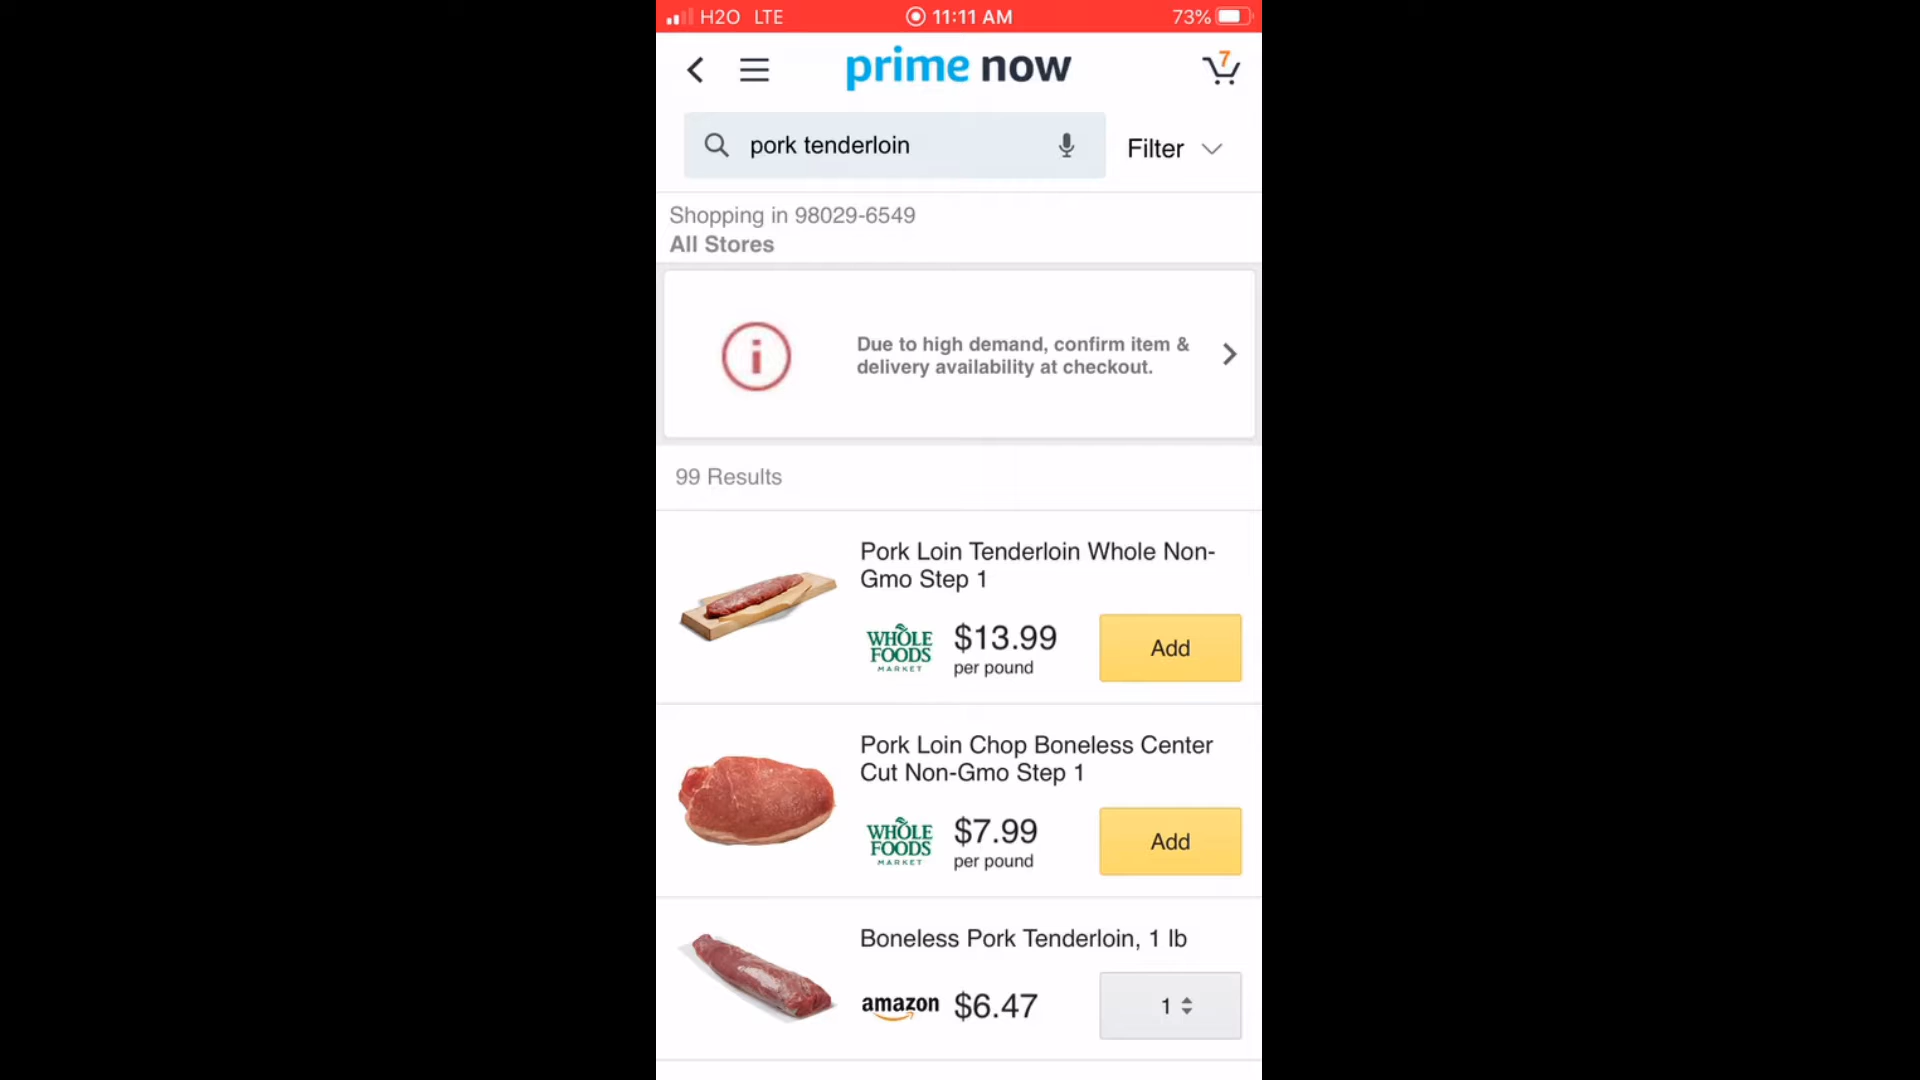 H2O LTE 11:11 AM 73%
prime now 7
pork tenderloin Filter
Shopping in 98029-6549
All Stores
Due to high demand, confirm item &
delivery availability at checkout.
99 Results
Pork Loin Tenderloin Whole Non-
Gmo Step 1
WHOLE
FOODS
MARKET
$13.99
per pound
Add
Pork Loin Chop Boneless Center
Cut Non-Gmo Step 1
WHOLE
FOODS
MARKET
$7.99
per pound
Add
Boneless Pork Tenderloin, 1 lb
amazon $6.47 1